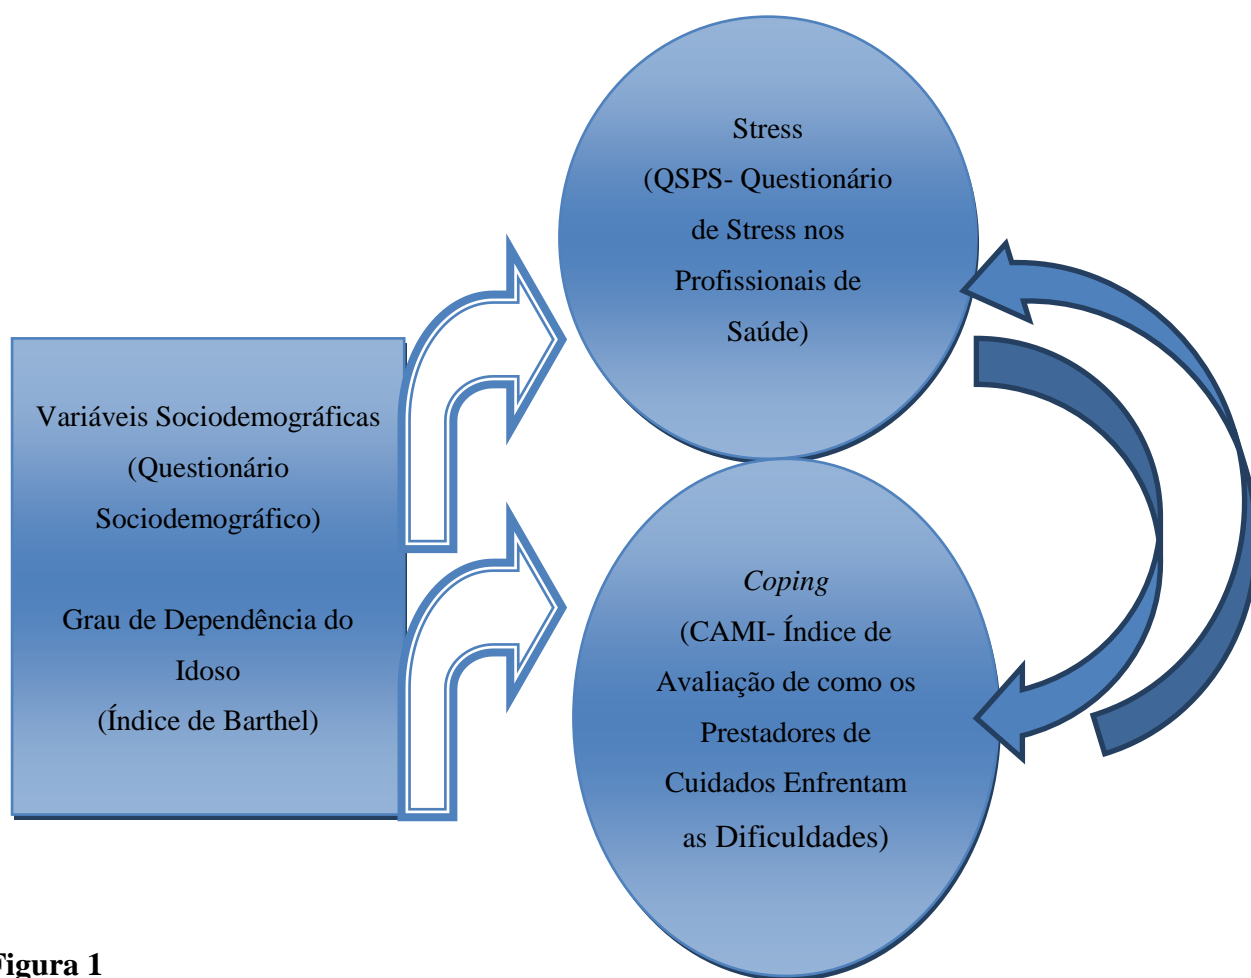 Stress
(QSPS- Questionário
de Stress nos
Profissionais de
Saúde)
Variáveis Sociodemográficas
(Questionário
Sociodemográfico)
Grau de Dependência do
Idoso
(Índice de Barthel)
Coping
(CAMI- Índice de
Avaliação de como os
Prestadores de
Cuidados Enfrentam
as Dificuldades)
Figura 1